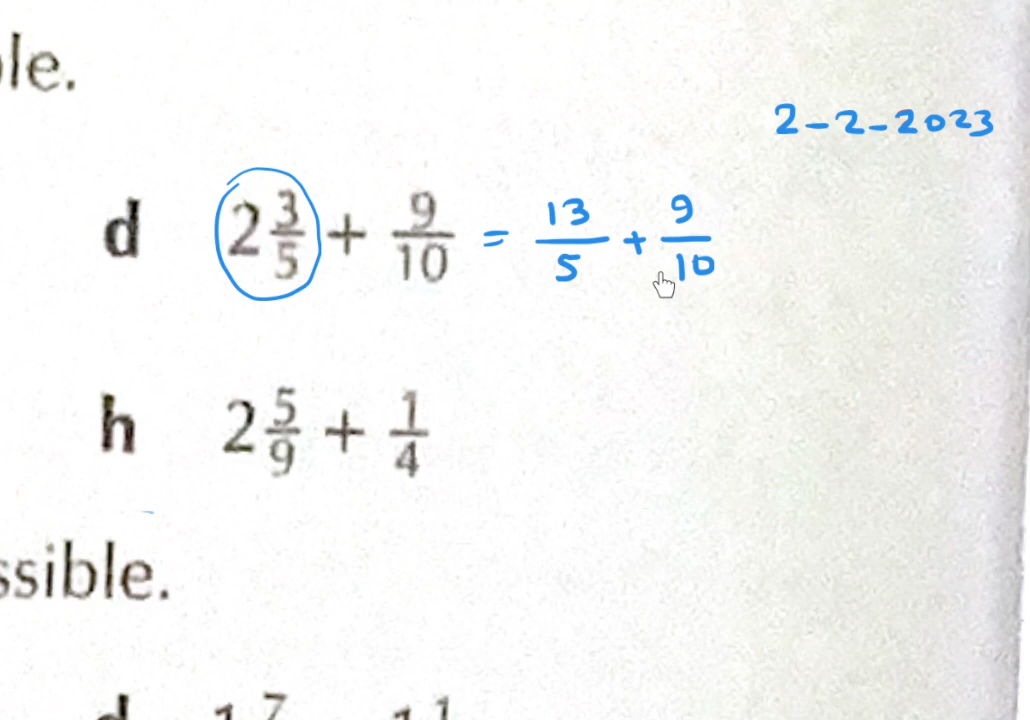 le.
2-2-2023
d 2 3/5 + 9/10 = 13/5 + 9/10
h 2 5/9 + 1/4
ssible.